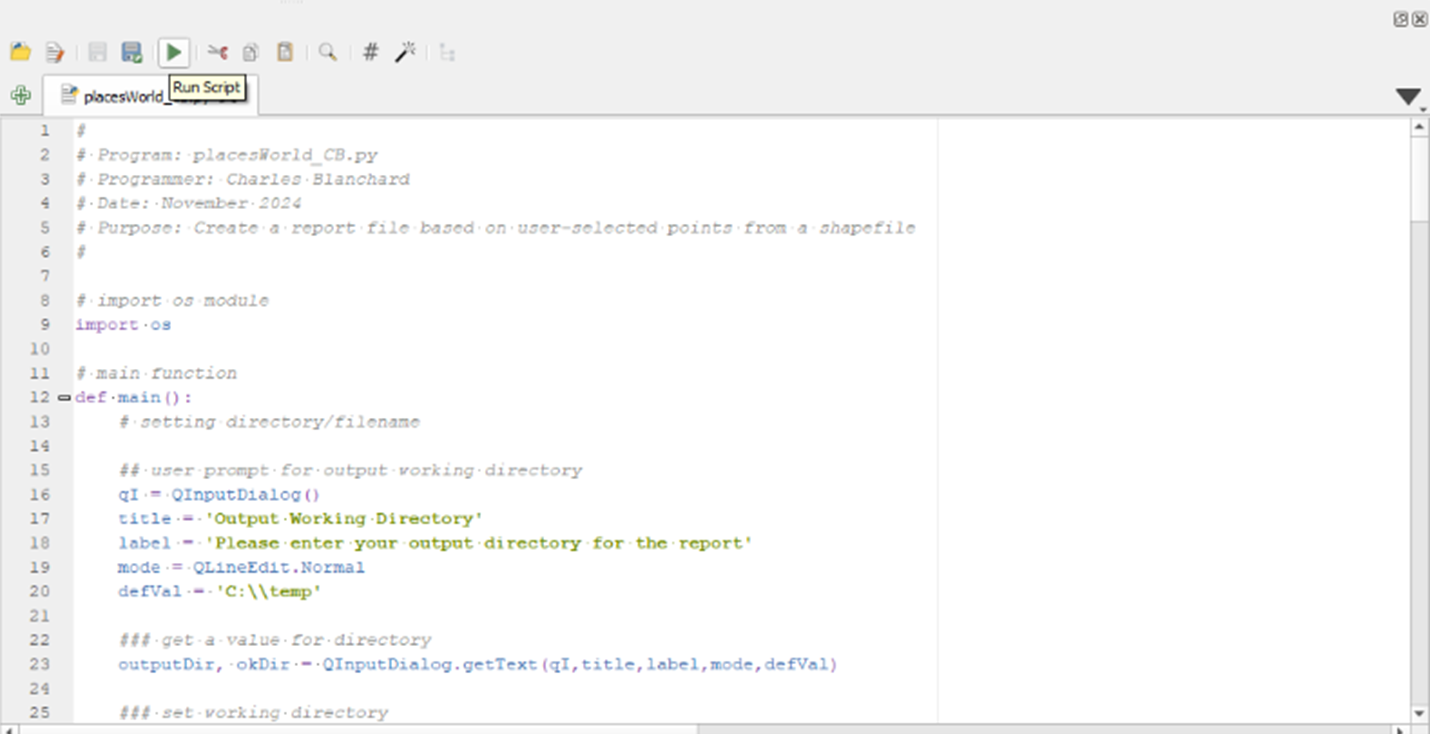 placesWorld_
Run Script
1 #
2 # Program: placesWorld_CB.py
3 # Programmer: Charles Blanchard
4 # Date: November 2024
5 # Purpose: Create a report file based on user-selected points from a shapefile
6 #
7
8 # import os module
9 import os
10
11 # main function
12 def main():
13 # setting directory/filename
14
15 ## user prompt for output working directory
16 qI = QInputDialog()
17 title = 'Output Working Directory'
18 label = 'Please enter your output directory for the report'
19 mode = QLineEdit.Normal
20 defVal = 'C:\\temp'
21
22 ### get a value for directory
23 outputDir, okDir = QInputDialog.getText(qI,title,label,mode,defVal)
24
25 ### set working directory